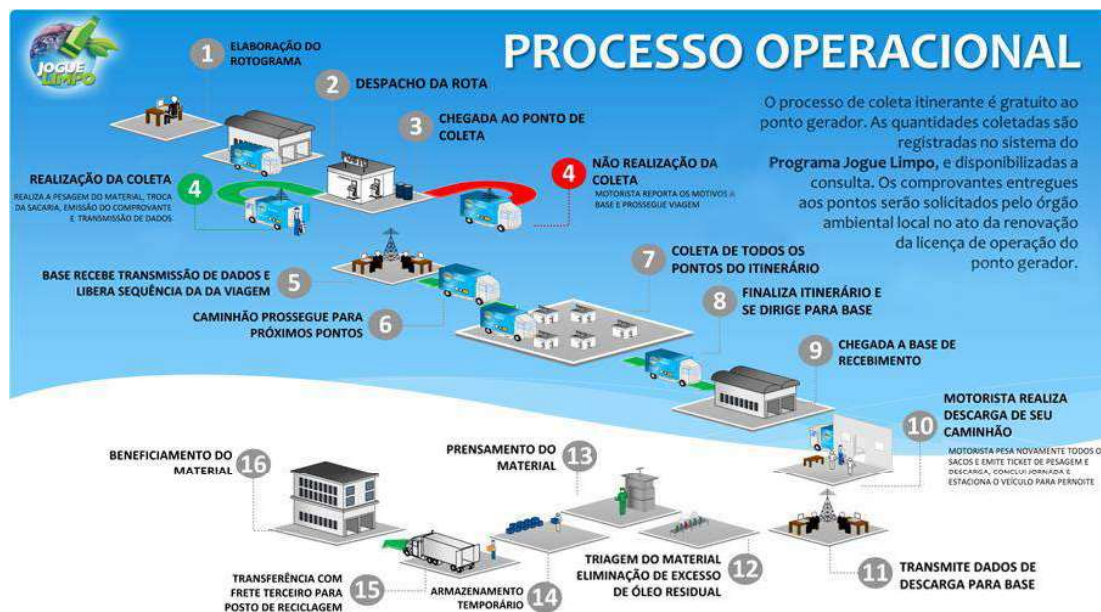 JOGUE
LIMPO
PROCESSO OPERACIONAL
O processo de coleta itinerante é gratuito ao
ponto gerador. As quantidades coletadas são
registradas no sistema do
Programa Jogue Limpo, e disponibilizadas a
consulta. Os comprovantes entregues
aos pontos serão solicitados pelo órgão
ambiental local no ato da renovação
da licença de operação do
ponto gerador.
1
ELABORAÇÃO DO
ROTOGRAMA
2
DESPACHO DA ROTA
3
CHEGADA AO PONTO DE
COLETA
REALIZAÇÃO DA COLETA
4
REALIZA A PESAGEM DO MATERIAL, TROCA
DA SACARIA, EMISSÃO DO COMPROVANTE
E TRANSMISSÃO DE DADOS
4
NÃO REALIZAÇÃO DA
COLETA
MOTORISTA REPORTA OS MOTIVOS A
BASE E PROSSEGUE VIAGEM
BASE RECEBE TRANSMISSÃO DE DADOS E
LIBERA SEQUÊNCIA DA DA VIAGEM
5
CAMINHÃO PROSSEGUE PARA
PRÓXIMOS PONTOS
6
7
COLETA DE TODOS OS
PONTOS DO ITINERÁRIO
8
FINALIZA ITINERÁRIO E
SE DIRIGE PARA BASE
9
CHEGADA A BASE DE
RECEBIMENTO
10
MOTORISTA REALIZA
DESCARGA DE SEU
CAMINHÃO
MOTORISTA PESA NOVAMENTE TODOS O
SACOS E EMITE TICKET DE PESAGEM E
DESCARGA, CONCLUI JORNADA E
ESTACIONA O VEÍCULO PARA PERNOITE
11
TRANSMITE DADOS DE
DESCARGA PARA BASE
TRIAGEM DO MATERIAL
ELIMINAÇÃO DE EXCESSO
DE ÓLEO RESIDUAL
12
PRENSAMENTO DO
MATERIAL
13
ARMAZENAMENTO
TEMPORÁRIO
14
TRANSFERÊNCIA COM
FRETE TERCEIRO PARA
POSTO DE RECICLAGEM
15
BENEFICIAMENTO DO
MATERIAL
16